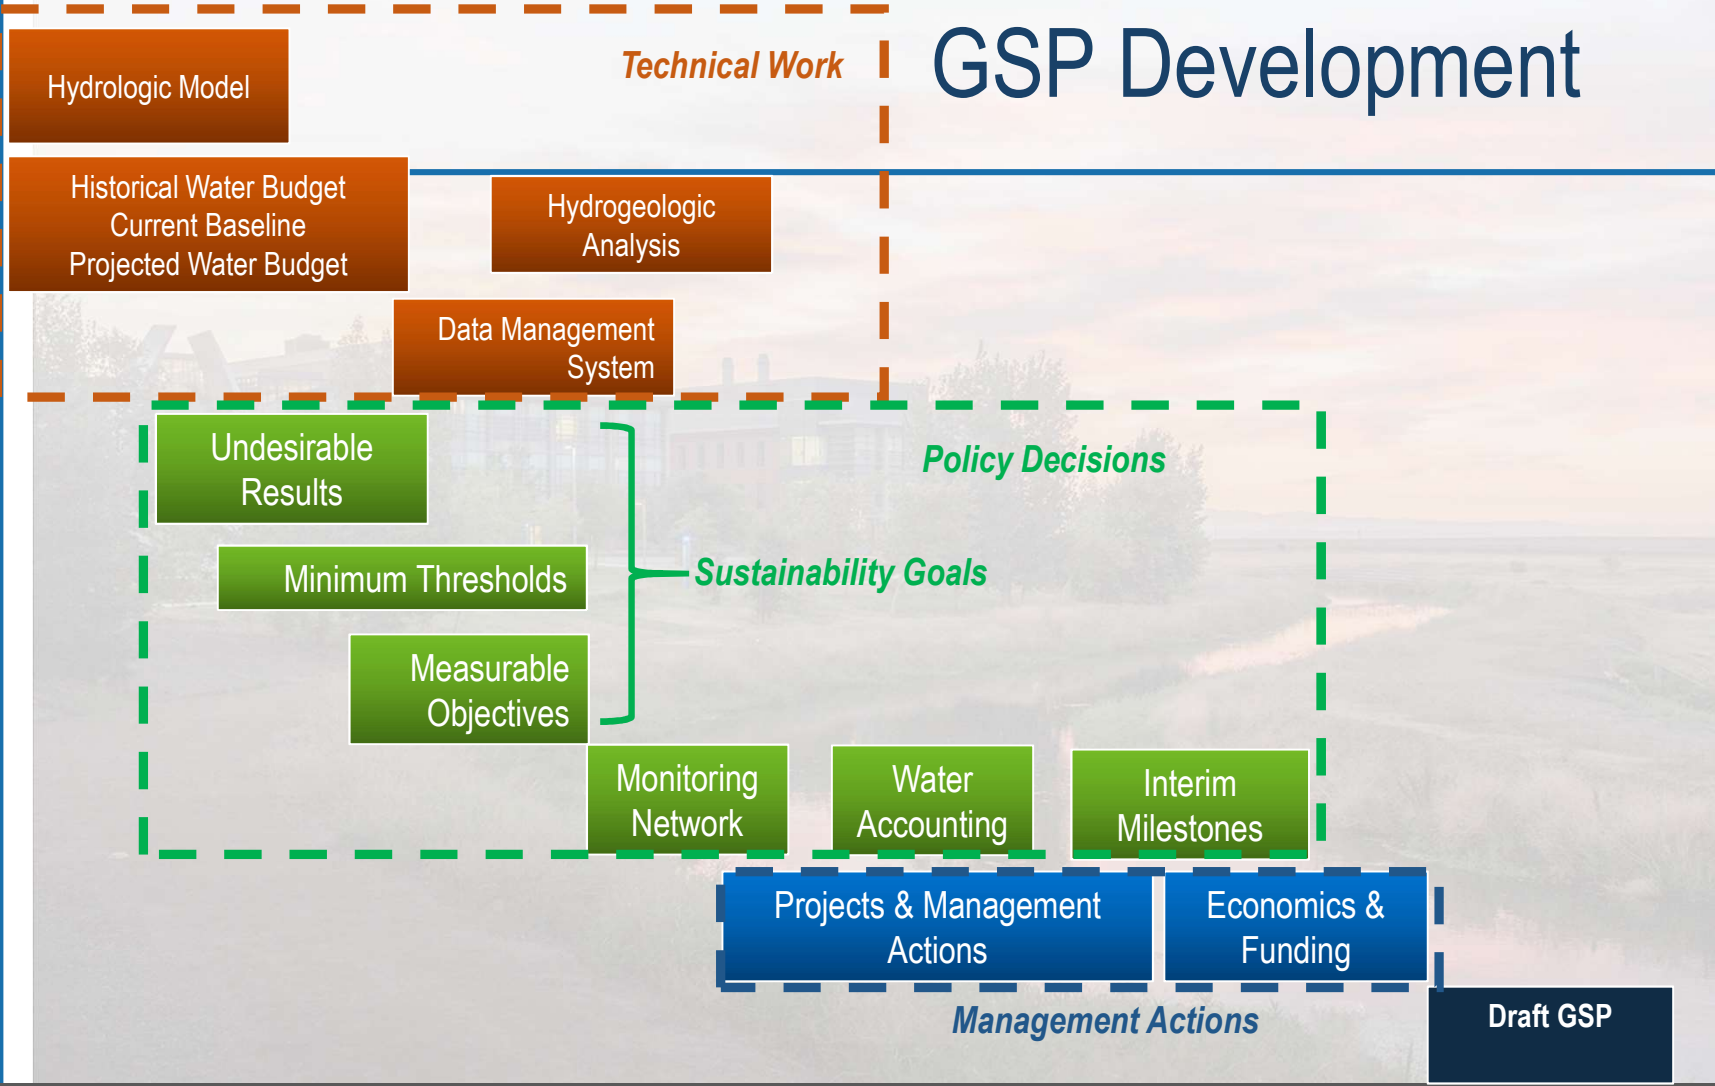 GSP Development
Technical Work
Hydrologic Model
Historical Water Budget
Current Baseline
Projected Water Budget
Hydrogeologic
Analysis
Data Management
System
Policy Decisions
Undesirable
Results
Minimum Thresholds
Sustainability Goals
Measurable
Objectives
Monitoring
Network
Water
Accounting
Interim
Milestones
Projects & Management
Actions
Economics &
Funding
Management Actions
Draft GSP